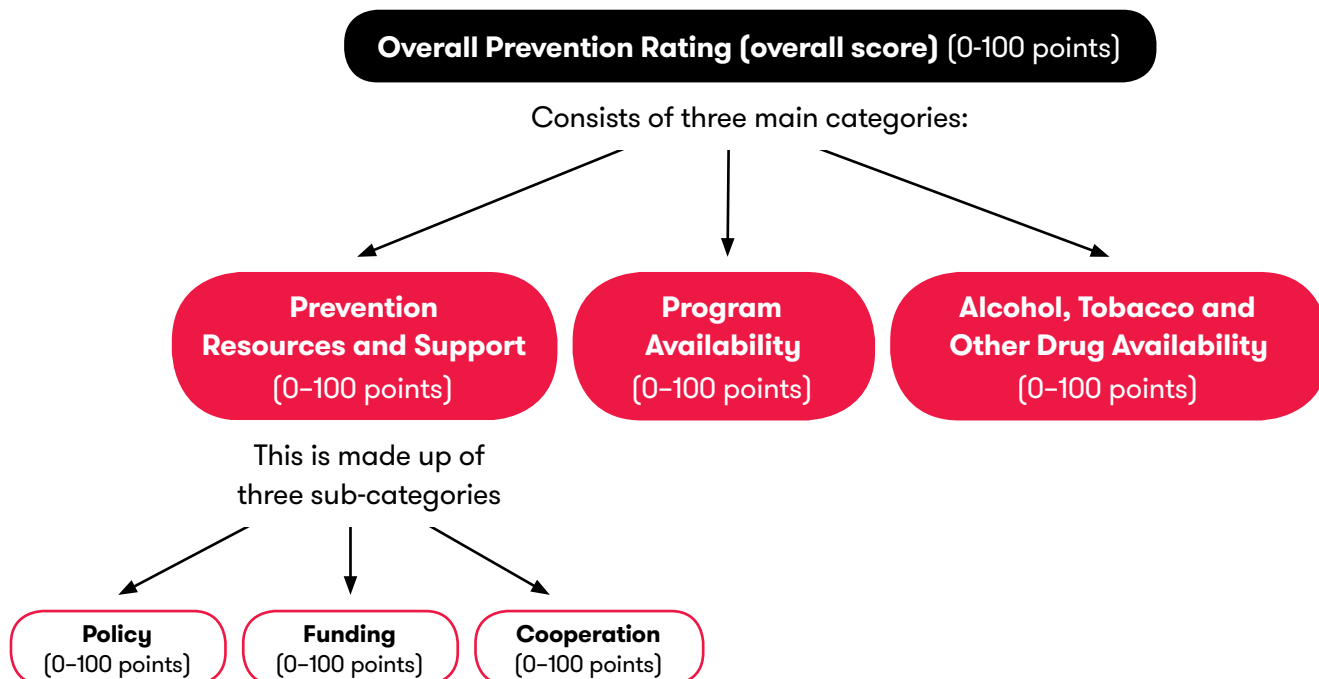 Overall Prevention Rating (overall score) (0-100 points)
Consists of three main categories:
Prevention
Resources and Support
(0–100 points)
Program
Availability
(0–100 points)
Alcohol, Tobacco and
Other Drug Availability
(0–100 points)
This is made up of
three sub-categories
Policy
(0–100 points)
Funding
(0–100 points)
Cooperation
(0–100 points)